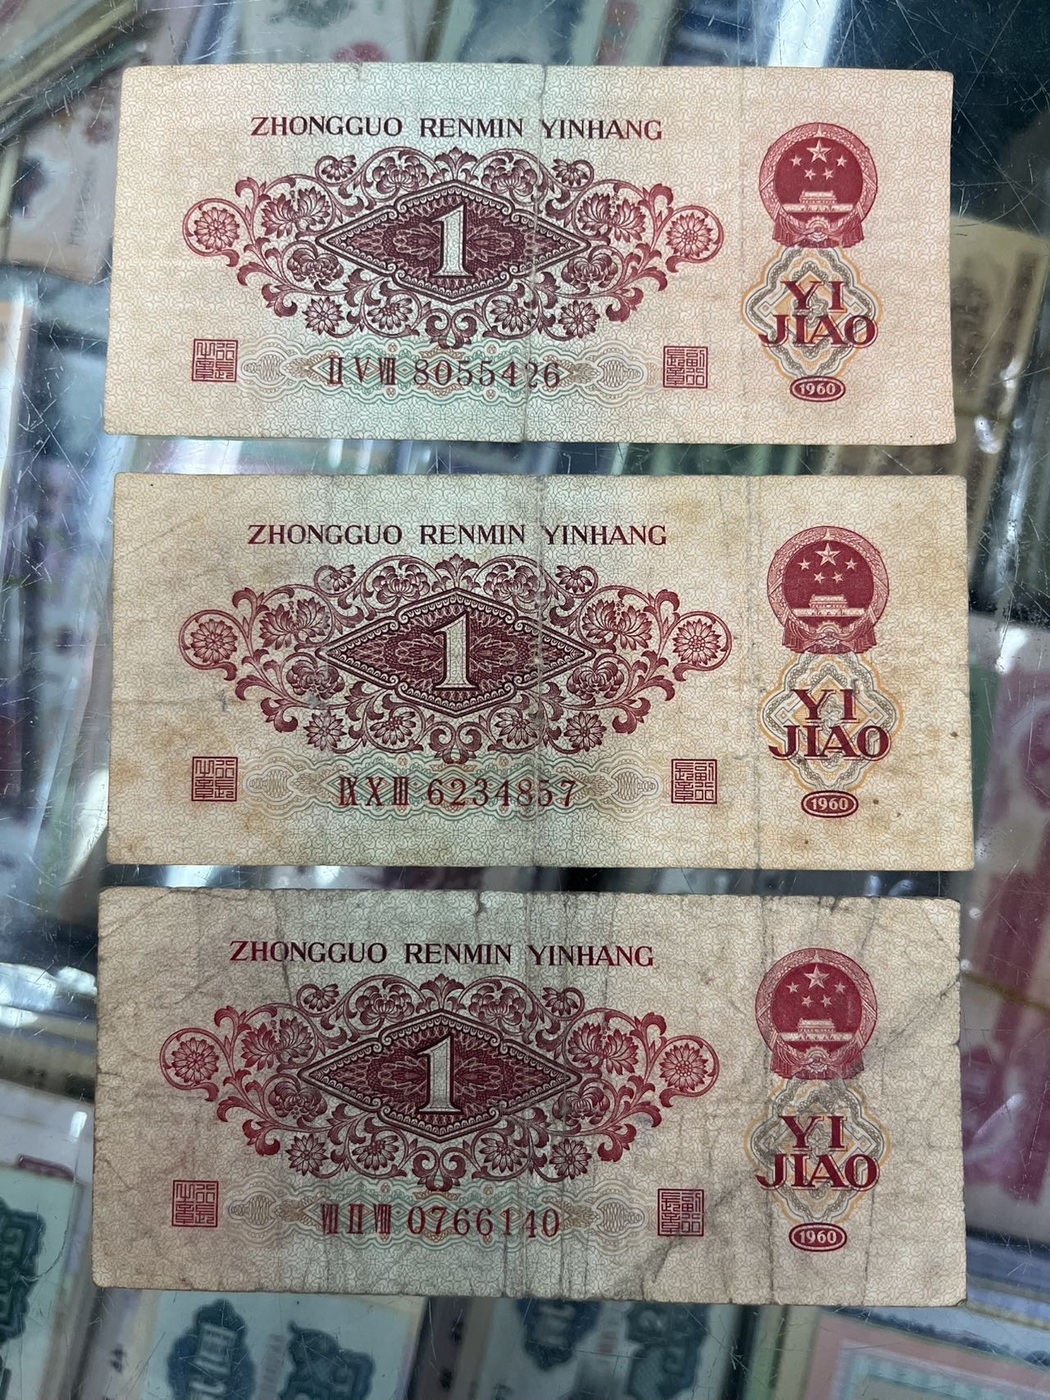 ZHONGGUO RENMIN YINHANG
1
YI
JIAO
ⅡⅤⅦ 8055426
1960
ZHONGGUO RENMIN YINHANG
1
YI
JIAO
ⅨⅩⅢ 6234857
1960
ZHONGGUO RENMIN YINHANG
1
YI
JIAO
ⅦⅡⅧ 0766140
1960